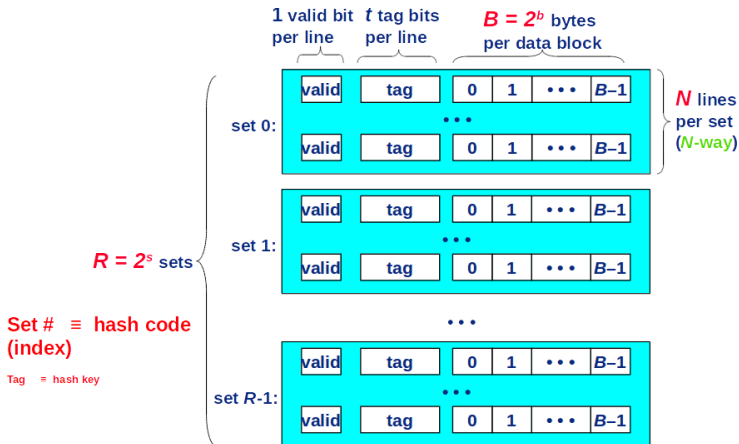 1 valid bit per line
t tag bits per line
B = 2^b bytes per data block
set 0:
valid tag 0 1 • • • B–1
• • •
valid tag 0 1 • • • B–1
N lines per set (N-way)
set 1:
valid tag 0 1 • • • B–1
• • •
valid tag 0 1 • • • B–1
R = 2^s sets
• • •
Set # ≡ hash code
(index)
Tag ≡ hash key
set R-1:
valid tag 0 1 • • • B–1
• • •
valid tag 0 1 • • • B–1